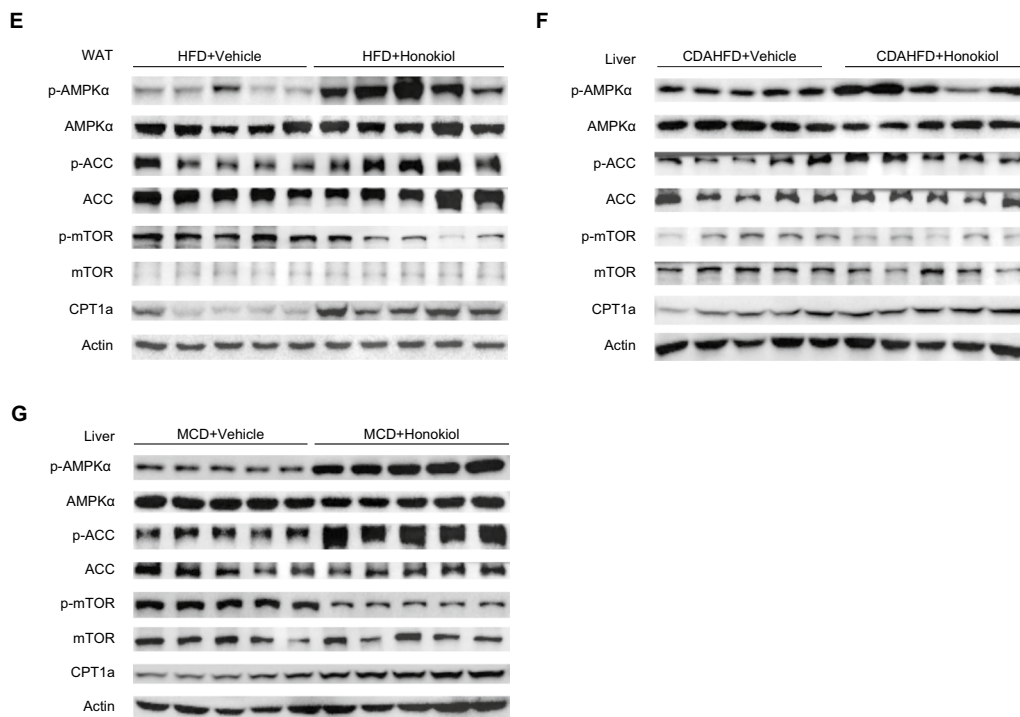 E
WAT HFD+Vehicle HFD+Honokiol
p-AMPKα
AMPKα
p-ACC
ACC
p-mTOR
mTOR
CPT1a
Actin
F
Liver CDAHFD+Vehicle CDAHFD+Honokiol
p-AMPKα
AMPKα
p-ACC
ACC
p-mTOR
mTOR
CPT1a
Actin
G
Liver MCD+Vehicle MCD+Honokiol
p-AMPKα
AMPKα
p-ACC
ACC
p-mTOR
mTOR
CPT1a
Actin